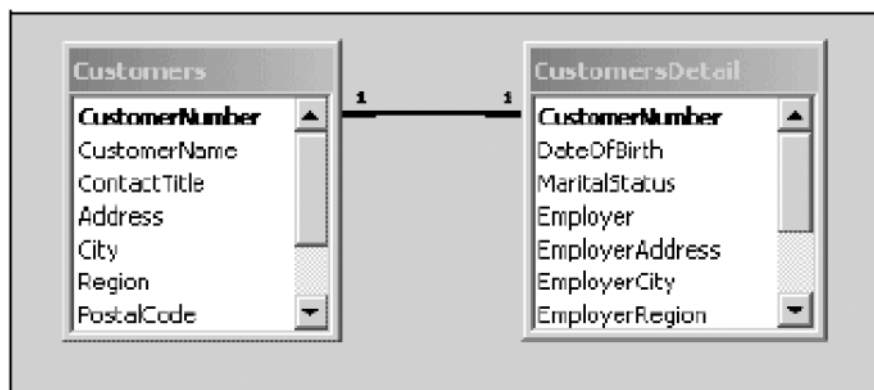 Customers
CustomerNumber
CustomerName
ContactTitle
Address
City
Region
PostalCode
1 1
CustomersDetail
CustomerNumber
DateOfBirth
MaritalStatus
Employer
EmployerAddress
EmployerCity
EmployerRegion